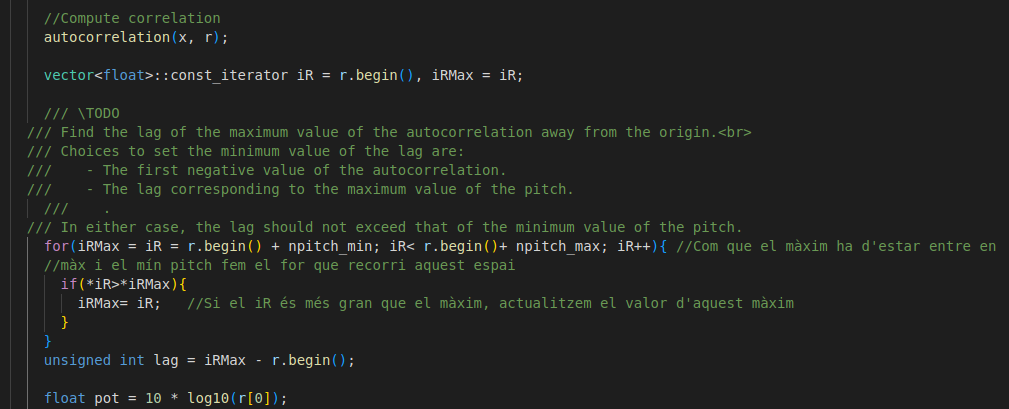 //Compute correlation
autocorrelation(x, r);
vector<float>::const_iterator iR = r.begin(), iRMax = iR;
/// \TODO
/// Find the lag of the maximum value of the autocorrelation away from the origin.<br>
/// Choices to set the minimum value of the lag are:
///    - The first negative value of the autocorrelation.
///    - The lag corresponding to the maximum value of the pitch.
///    .
/// In either case, the lag should not exceed that of the minimum value of the pitch.
for(iRMax = iR = r.begin() + npitch_min; iR< r.begin()+ npitch_max; iR++){ //Com que el màxim ha d'estar entre en
//màx i el mín pitch fem el for que recorri aquest espai
if(*iR>*iRMax){
iRMax= iR;   //Si el iR és més gran que el màxim, actualitzem el valor d'aquest màxim
}
}
unsigned int lag = iRMax - r.begin();
float pot = 10 * log10(r[0]);